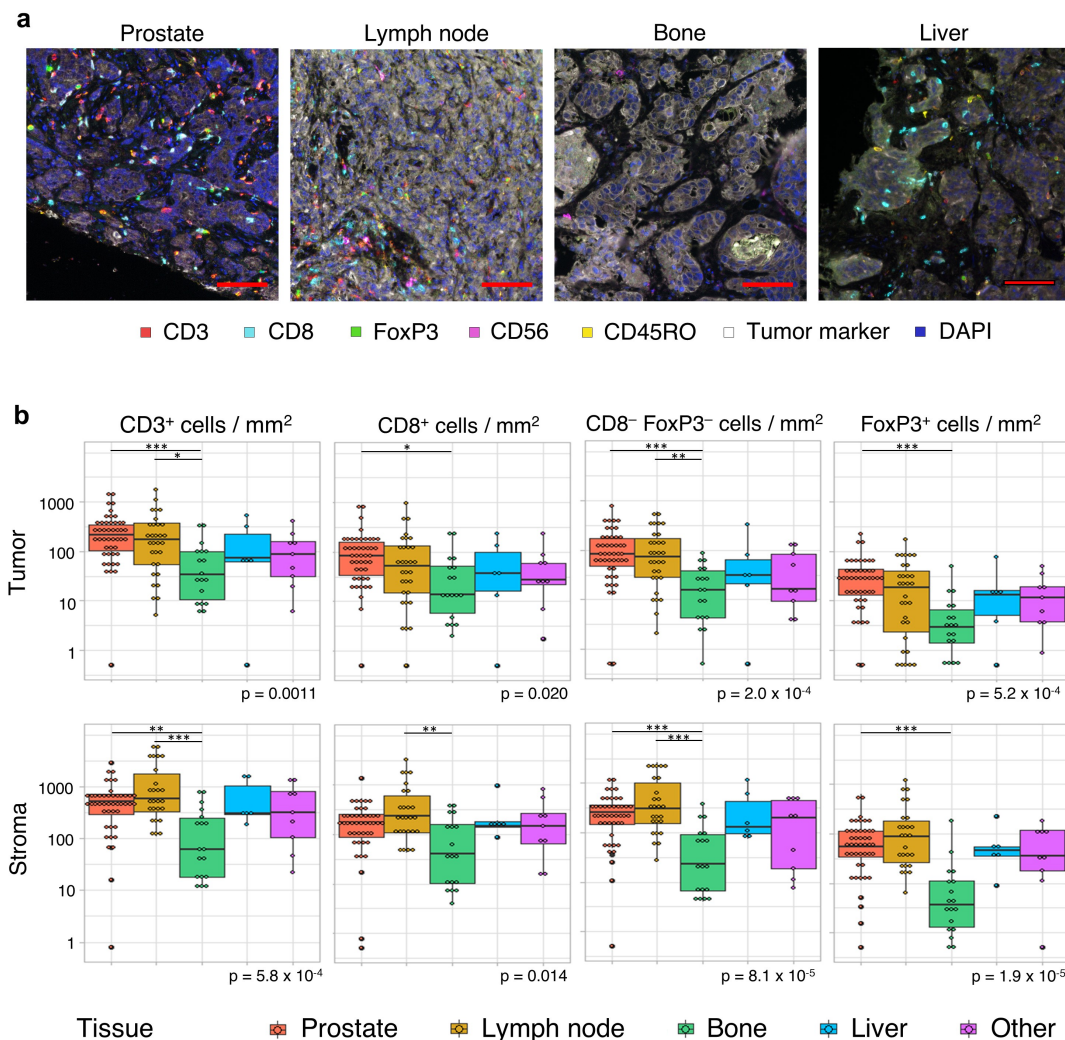 a
Prostate
Lymph node
Bone
Liver
CD3 CD8 FoxP3 CD56 CD45RO Tumor marker DAPI
b
CD3⁺ cells / mm²
CD8⁺ cells / mm²
CD8⁻ FoxP3⁻ cells / mm²
FoxP3⁺ cells / mm²
Tumor
1000
100
10
1
***
*
*
***
**
***
p = 0.0011
p = 0.020
p = 2.0 x 10⁻⁴
p = 5.2 x 10⁻⁴
Stroma
1000
100
10
1
**
***
**
***
***
***
p = 5.8 x 10⁻⁴
p = 0.014
p = 8.1 x 10⁻⁵
p = 1.9 x 10⁻⁵
Tissue Prostate Lymph node Bone Liver Other